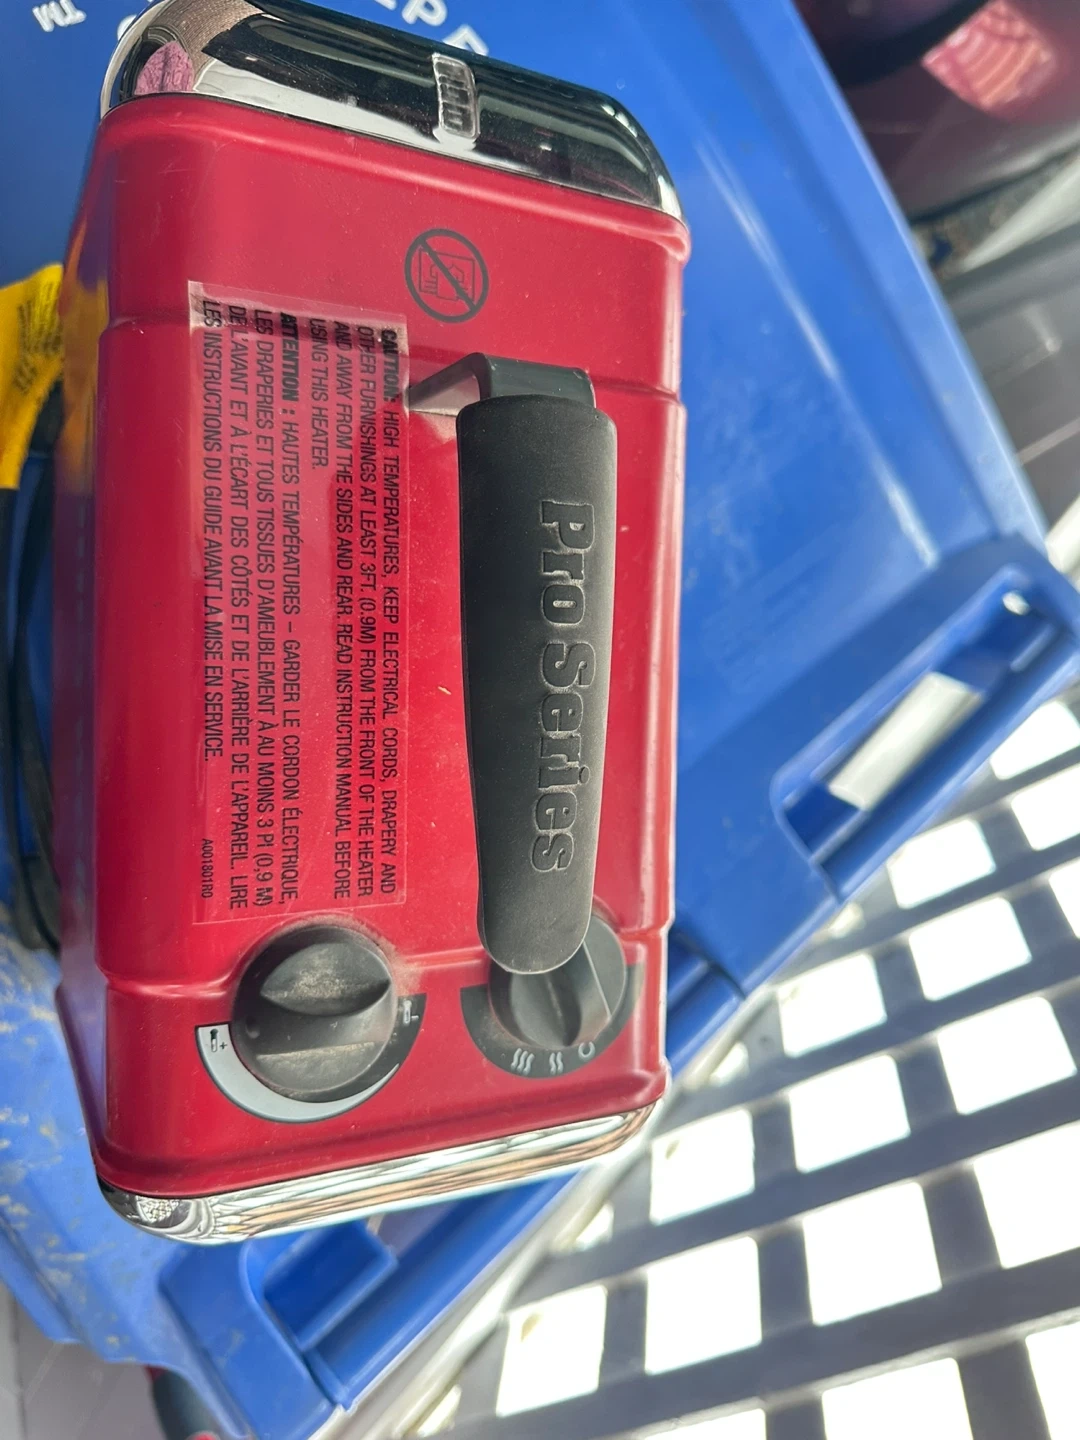 CAUTION: HIGH TEMPERATURES, KEEP ELECTRICAL CORDS, DRAPERY AND
OTHER FURNISHINGS AT LEAST 3FT. (0.9M) FROM THE FRONT OF THE HEATER
AND AWAY FROM THE SIDES AND REAR. READ INSTRUCTION MANUAL BEFORE
USING THIS HEATER.
ATTENTION : HAUTES TEMPÉRATURES – GARDER LE CORDON ÉLECTRIQUE,
LES DRAPERIES ET TOUS TISSUES D'AMEUBLEMENT À AU MOINS 3 PI (0,9 M)
DE L'AVANT ET À L'ÉCART DES CÔTÉS ET DE L'ARRIÈRE DE L'APPAREIL. LIRE
LES INSTRUCTIONS DU GUIDE AVANT LA MISE EN SERVICE.
A001801R0
Pro Series
TM